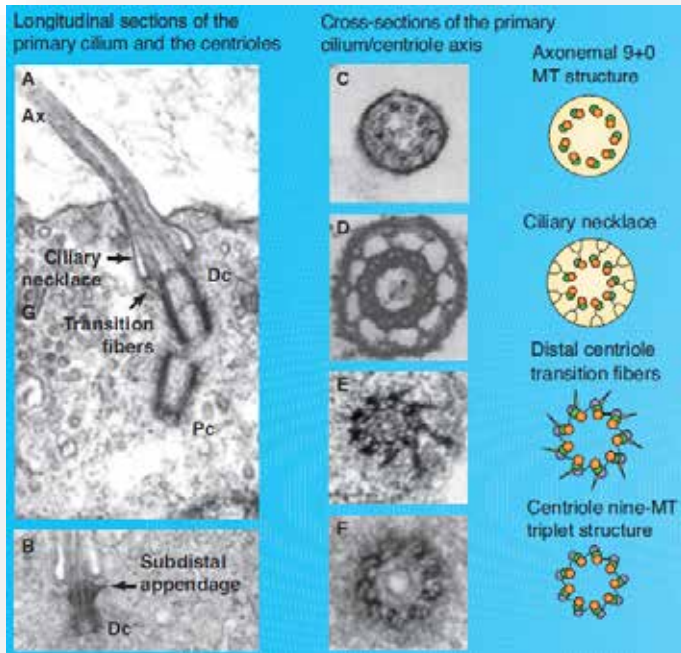 Longitudinal sections of the
primary cilium and the centrioles
A
Ax
Ciliary
necklace
Dc
G
Transition
fibers
Pc
B
Subdistal
appendage
Dc
Cross-sections of the primary
cilium/centriole axis
C
D
E
F
Axonemal 9+0
MT structure
Ciliary necklace
Distal centriole
transition fibers
Centriole nine-MT
triplet structure